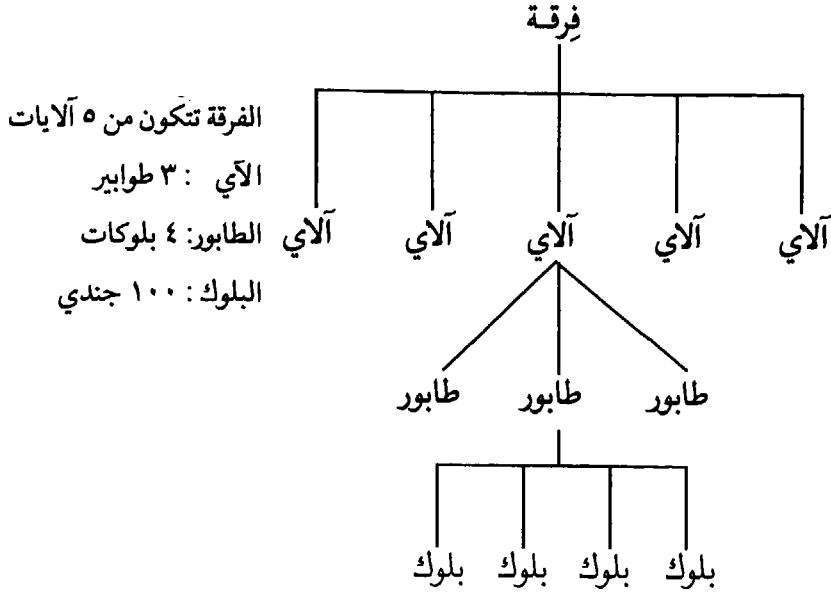 فِرقـة
الفرقة تتكون من ٥ آلايات
الآي : ٣ طوابير
الطابور: ٤ بلوكات
البلوك : ١٠٠ جندي
آلاي آلاي آلاي آلاي آلاي
طابور طابور طابور
بلوك بلوك بلوك بلوك